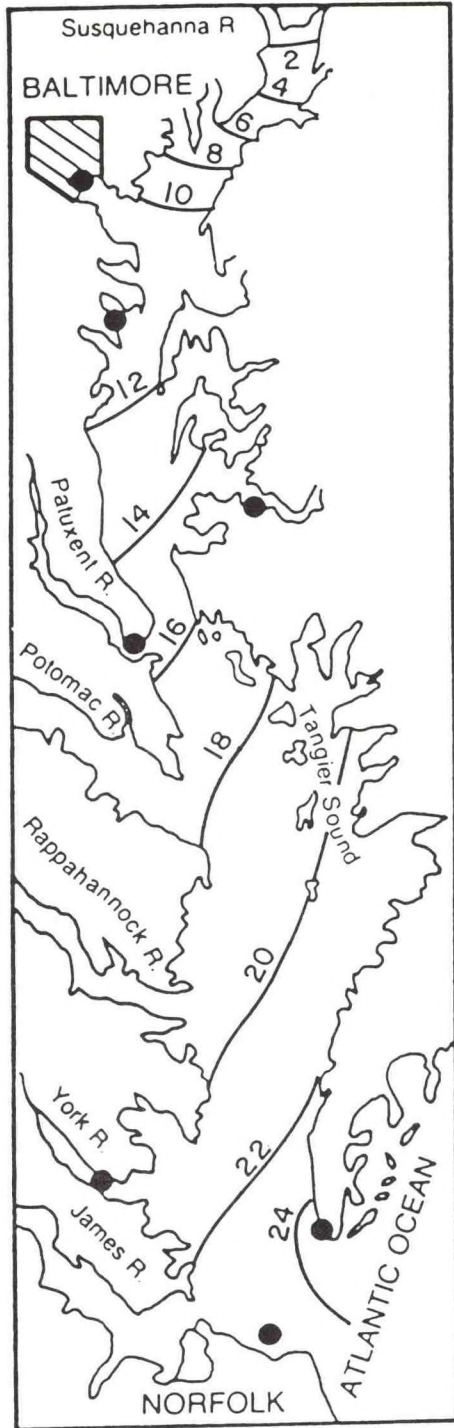 Susquehanna R
2
BALTIMORE
4
6
8
10
12
14
Patuxent R.
16
Potomac R.
18
Tangier Sound
Rappahannock R.
20
York R.
22
James R.
24
ATLANTIC OCEAN
NORFOLK